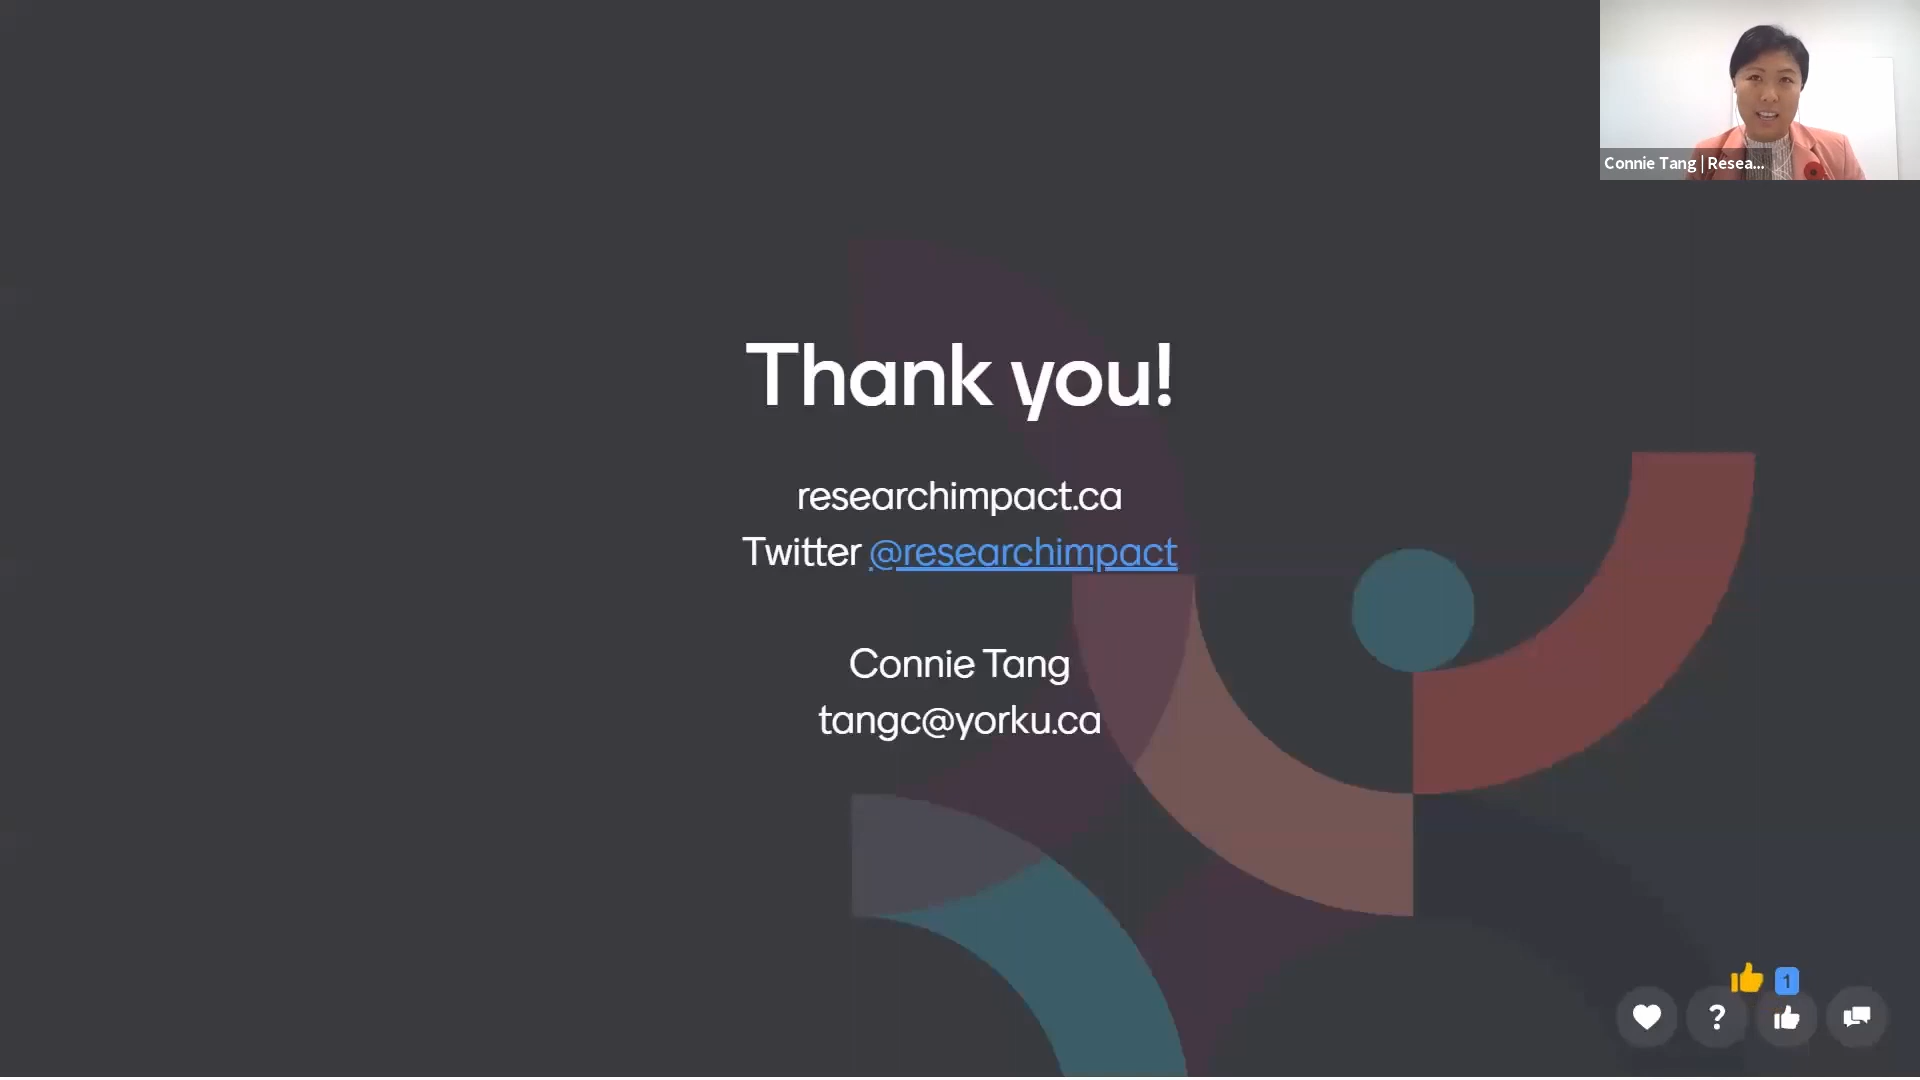 Connie Tang | Resea...
Thank you!
researchimpact.ca
Twitter @researchimpact
Connie Tang
tangc@yorku.ca
1
?